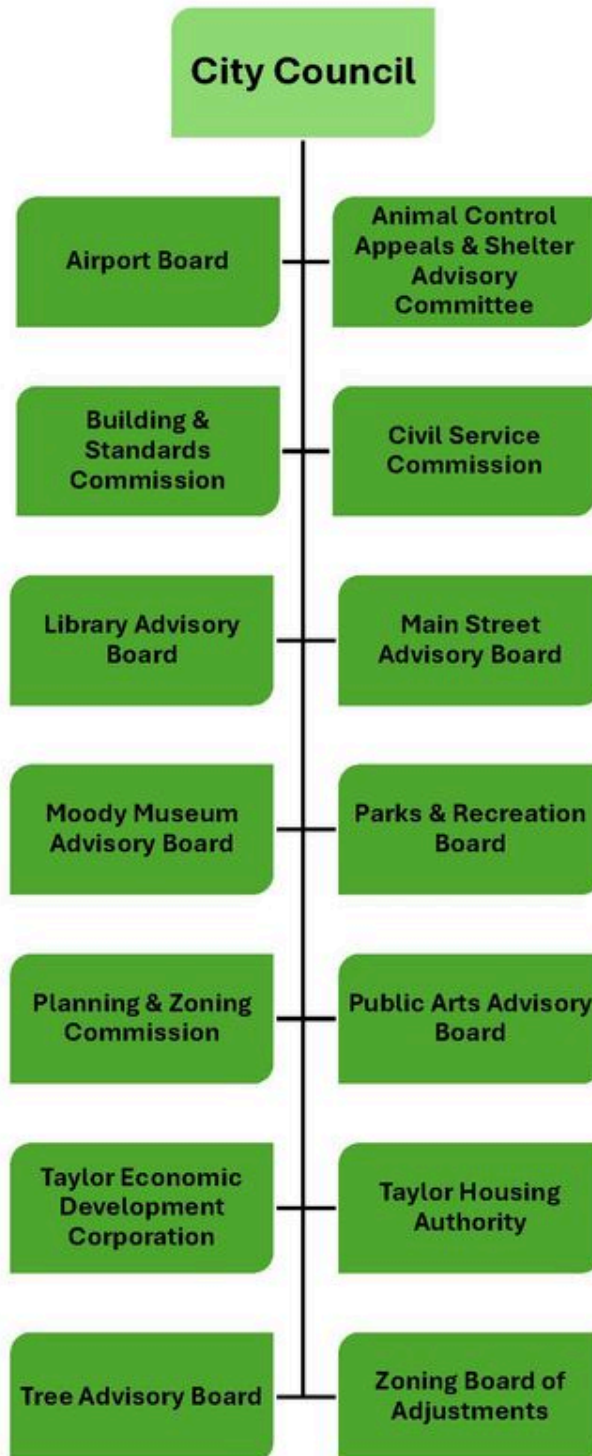 City Council
Airport Board
Animal Control
Appeals & Shelter
Advisory
Committee
Building &
Standards
Commission
Civil Service
Commission
Library Advisory
Board
Main Street
Advisory Board
Moody Museum
Advisory Board
Parks & Recreation
Board
Planning & Zoning
Commission
Public Arts Advisory
Board
Taylor Economic
Development
Corporation
Taylor Housing
Authority
Tree Advisory Board
Zoning Board of
Adjustments